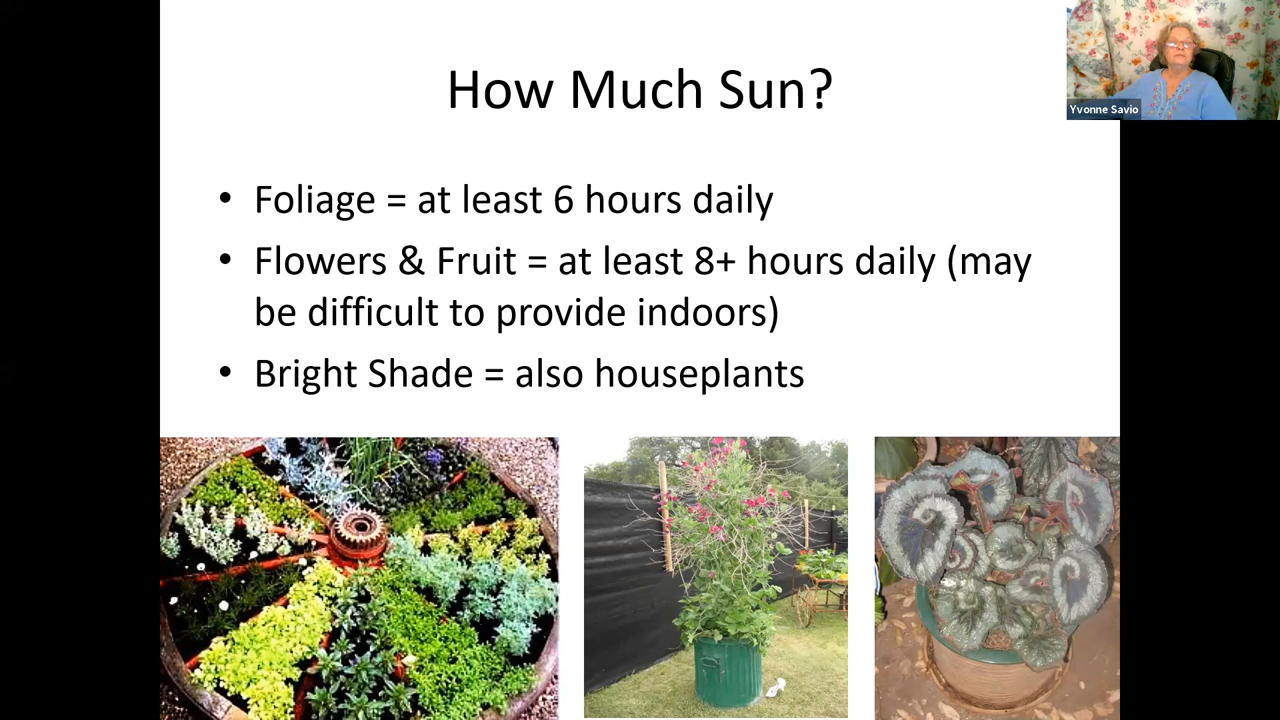 How Much Sun?
Yvonne Savio
• Foliage = at least 6 hours daily
• Flowers & Fruit = at least 8+ hours daily (may
be difficult to provide indoors)
• Bright Shade = also houseplants